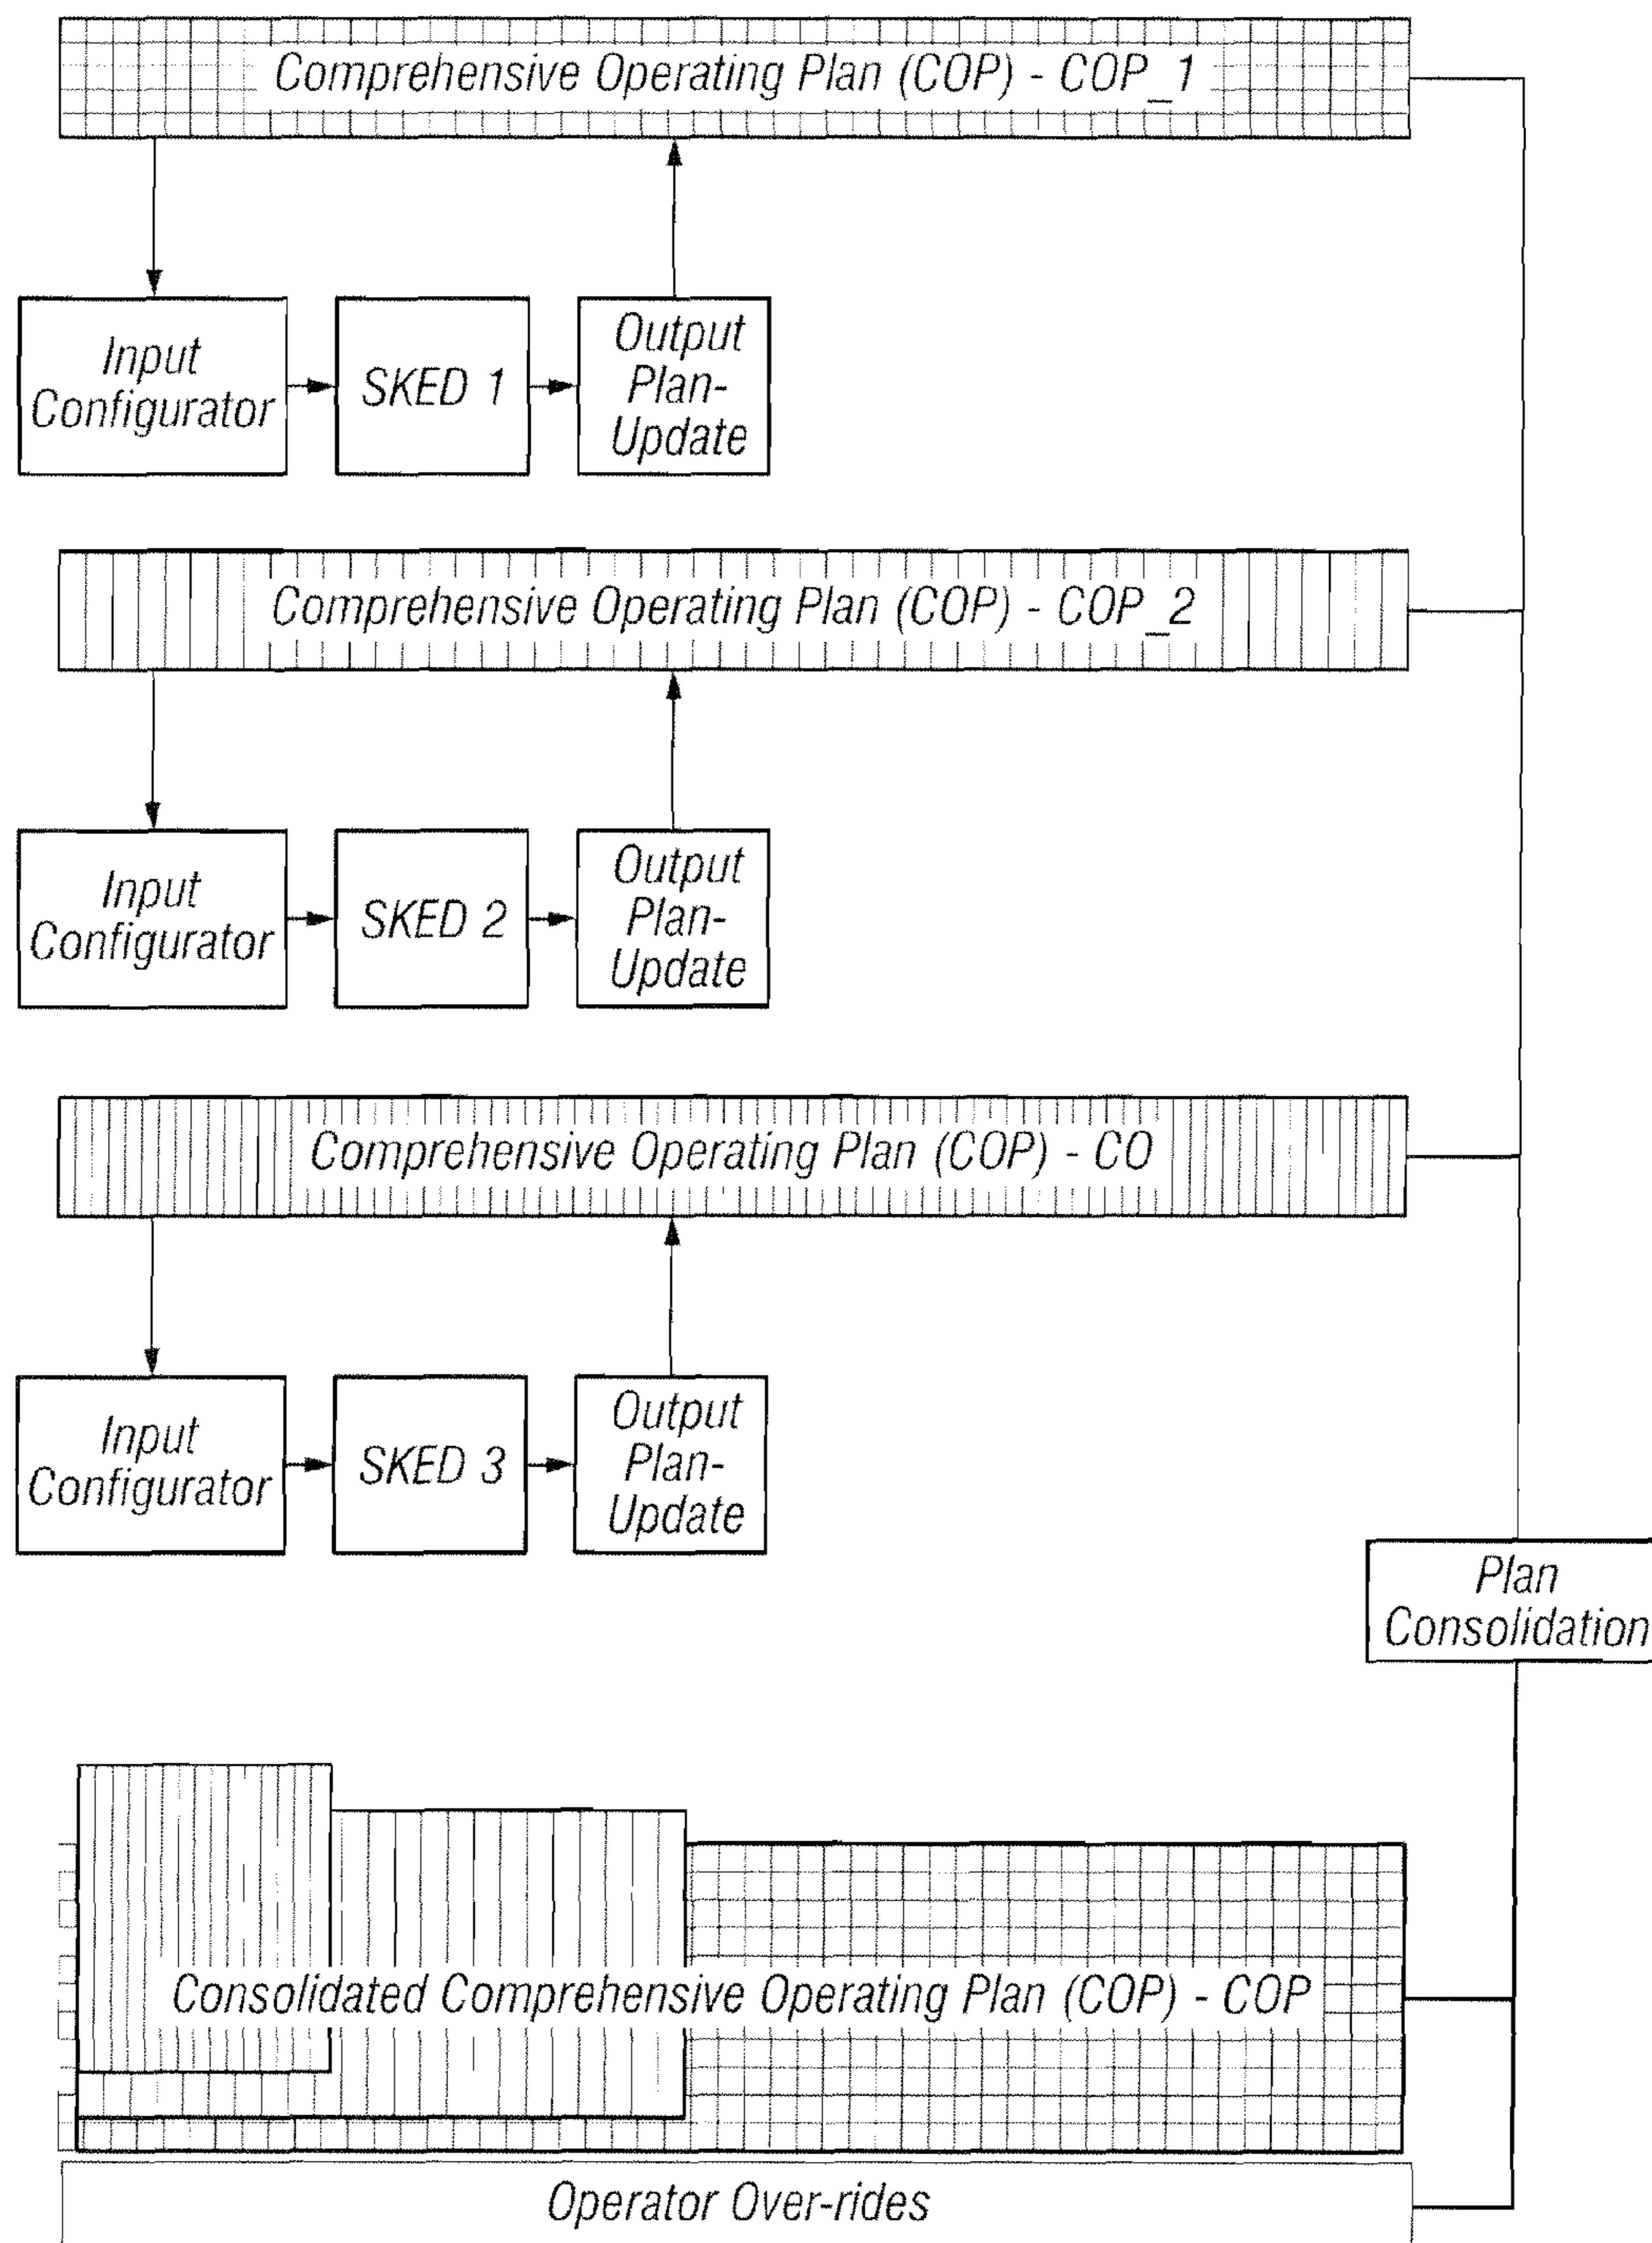 Comprehensive Operating Plan (COP) - COP_1
Input
Configurator
SKED 1
Output
Plan-
Update
Comprehensive Operating Plan (COP) - COP_2
Input
Configurator
SKED 2
Output
Plan-
Update
Comprehensive Operating Plan (COP) - CO
Input
Configurator
SKED 3
Output
Plan-
Update
Plan
Consolidation
Consolidated Comprehensive Operating Plan (COP) - COP
Operator Over-rides